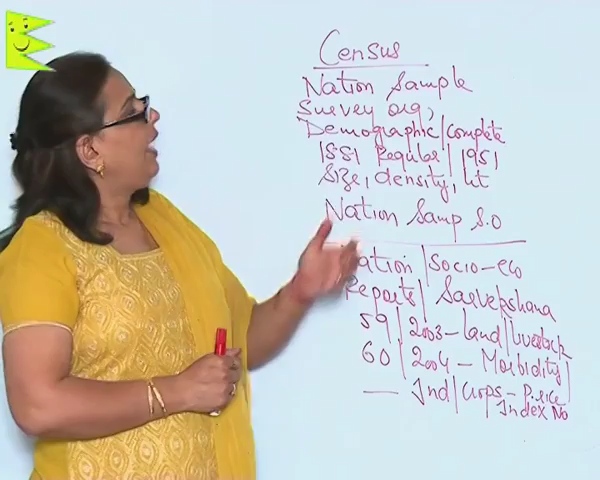 Census
Nation Sample
Survey org,
Demographic/complete
1881 Regular/1951
Size, density, lit
Nation Samp S.O
Nation/Socio-eco
Reports/Sarvekshana
59/2003-land/livestock
60/2004-Morbidity/
— Ind/Crops-Price
Index No